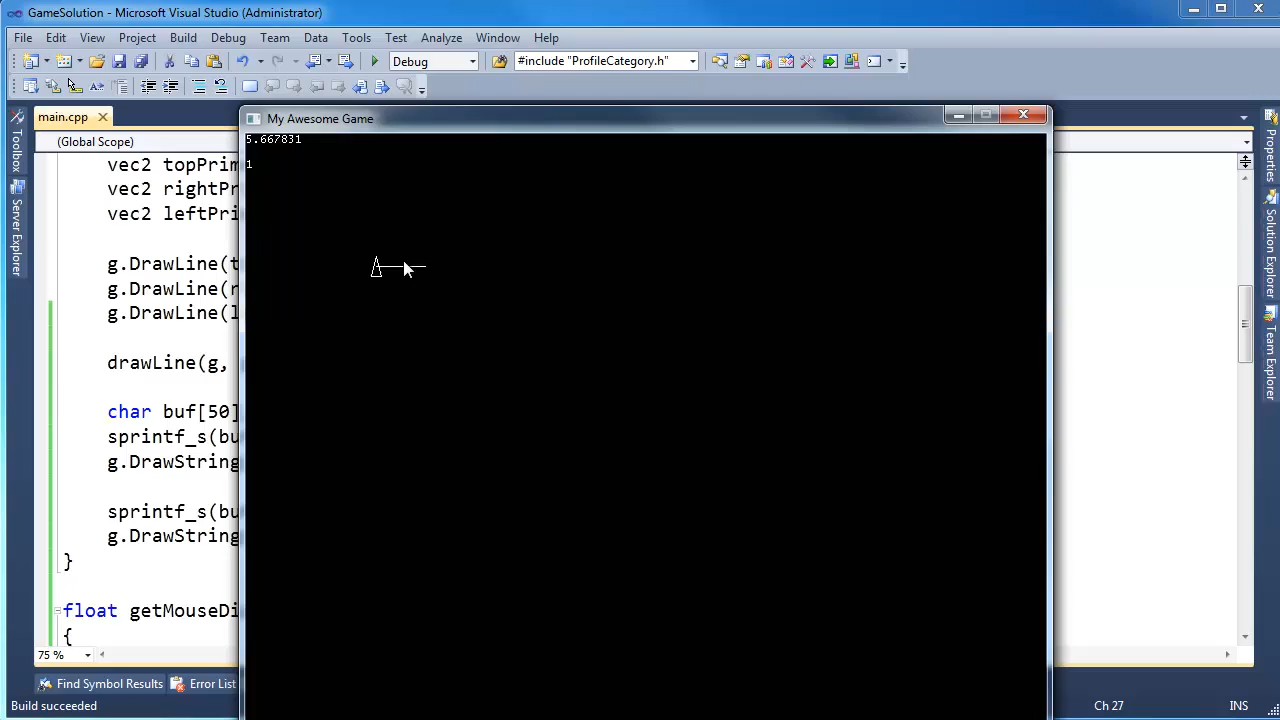 GameSolution - Microsoft Visual Studio (Administrator)
File Edit View Project Build Debug Team Data Tools Test Analyze Window Help
Debug #include "ProfileCategory.h"
main.cpp
(Global Scope)
My Awesome Game
5.667831
1
vec2 topPrim
vec2 rightPr
vec2 leftPri
g.DrawLine(t
g.DrawLine(r
g.DrawLine(l
drawLine(g,
char buf[50]
sprintf_s(bu
g.DrawString
sprintf_s(bu
g.DrawString
}
float getMouseDi
{
75 %
Toolbox
Server Explorer
Properties
Solution Explorer
Team Explorer
Find Symbol Results Error List
Build succeeded Ch 27 INS